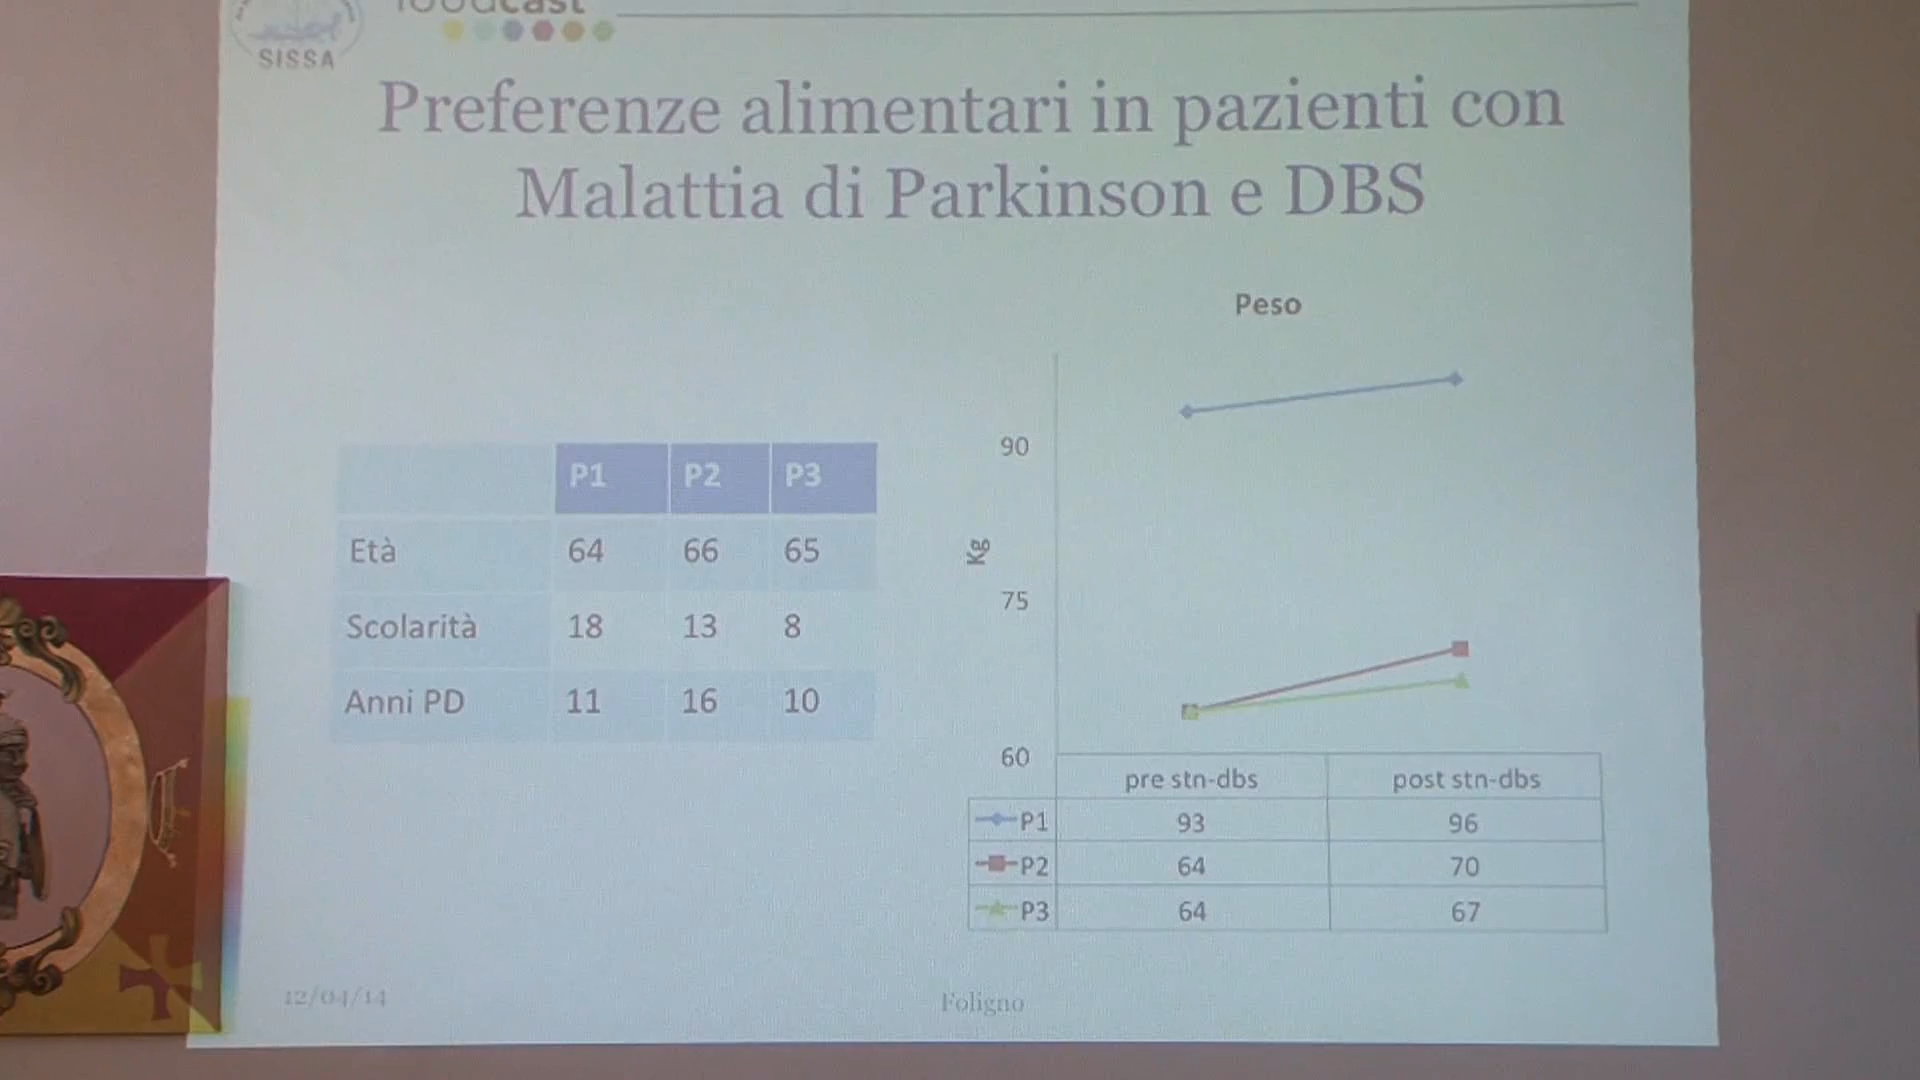 foodcast
SISSA
Preferenze alimentari in pazienti con
Malattia di Parkinson e DBS
P1 P2 P3
Età 64 66 65
Scolarità 18 13 8
Anni PD 11 16 10
Peso
90
Kg
75
60
pre stn-dbs post stn-dbs
P1 93 96
P2 64 70
P3 64 67
12/04/14
Foligno